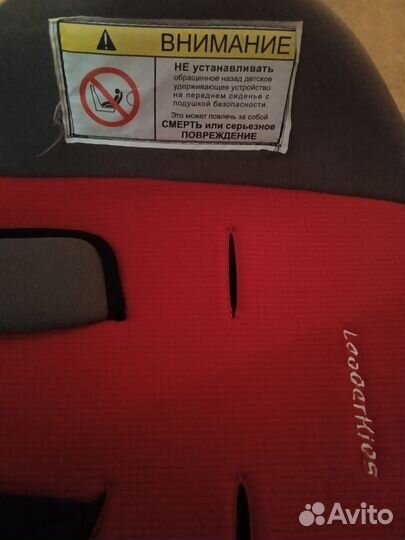 ВНИМАНИЕ
НЕ устанавливать
обращенное назад детское
удерживающее устройство
на переднем сиденье с
подушкой безопасности.
Это может повлечь за собой
СМЕРТЬ или серьезное
ПОВРЕЖДЕНИЕ
LeaderKids
Avito